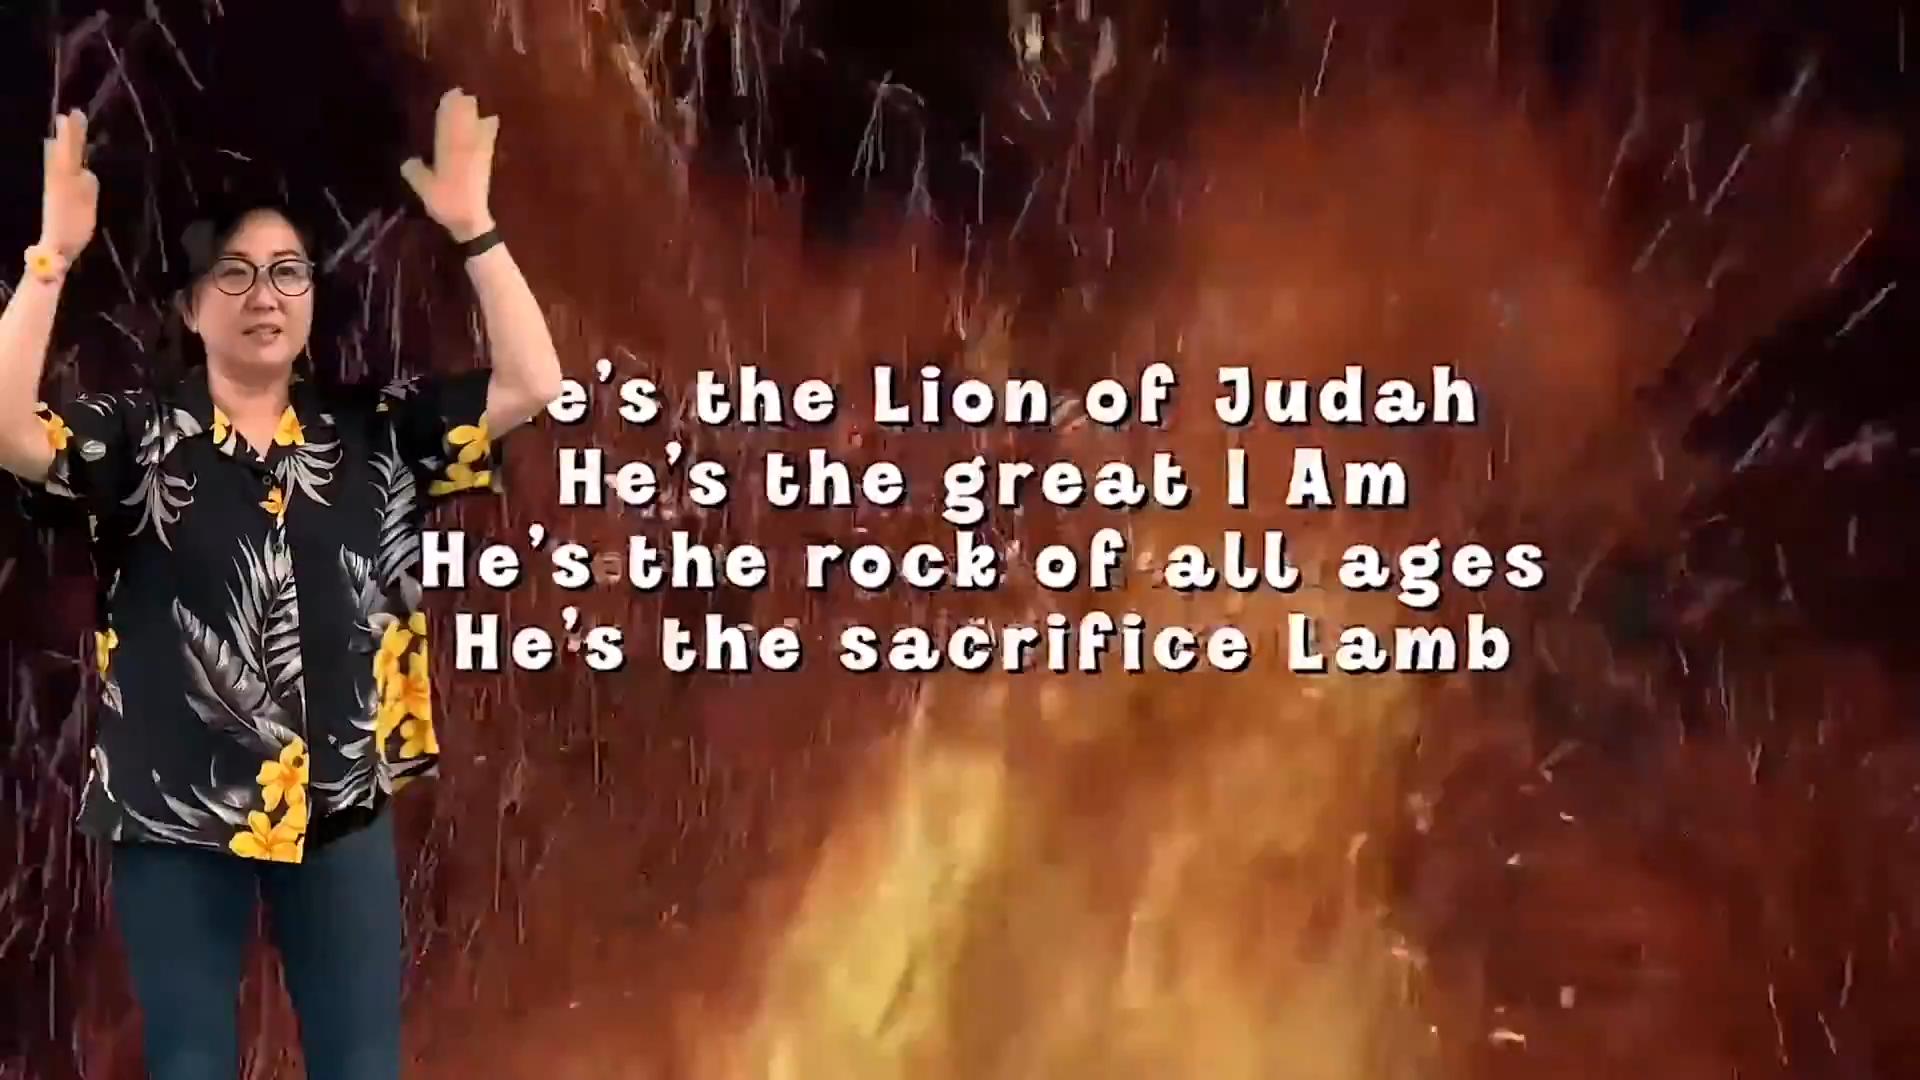 e's the Lion of Judah
He's the great I Am
He's the rock of all ages
He's the sacrifice Lamb